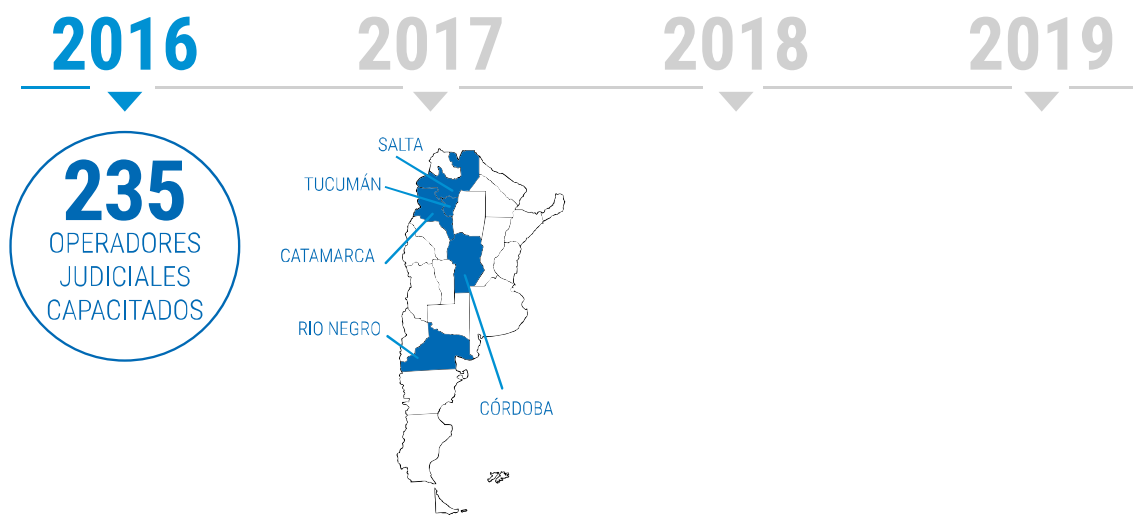 2016
2017
2018
2019
235
OPERADORES
JUDICIALES
CAPACITADOS
SALTA
TUCUMÁN
CATAMARCA
RIO NEGRO
CÓRDOBA